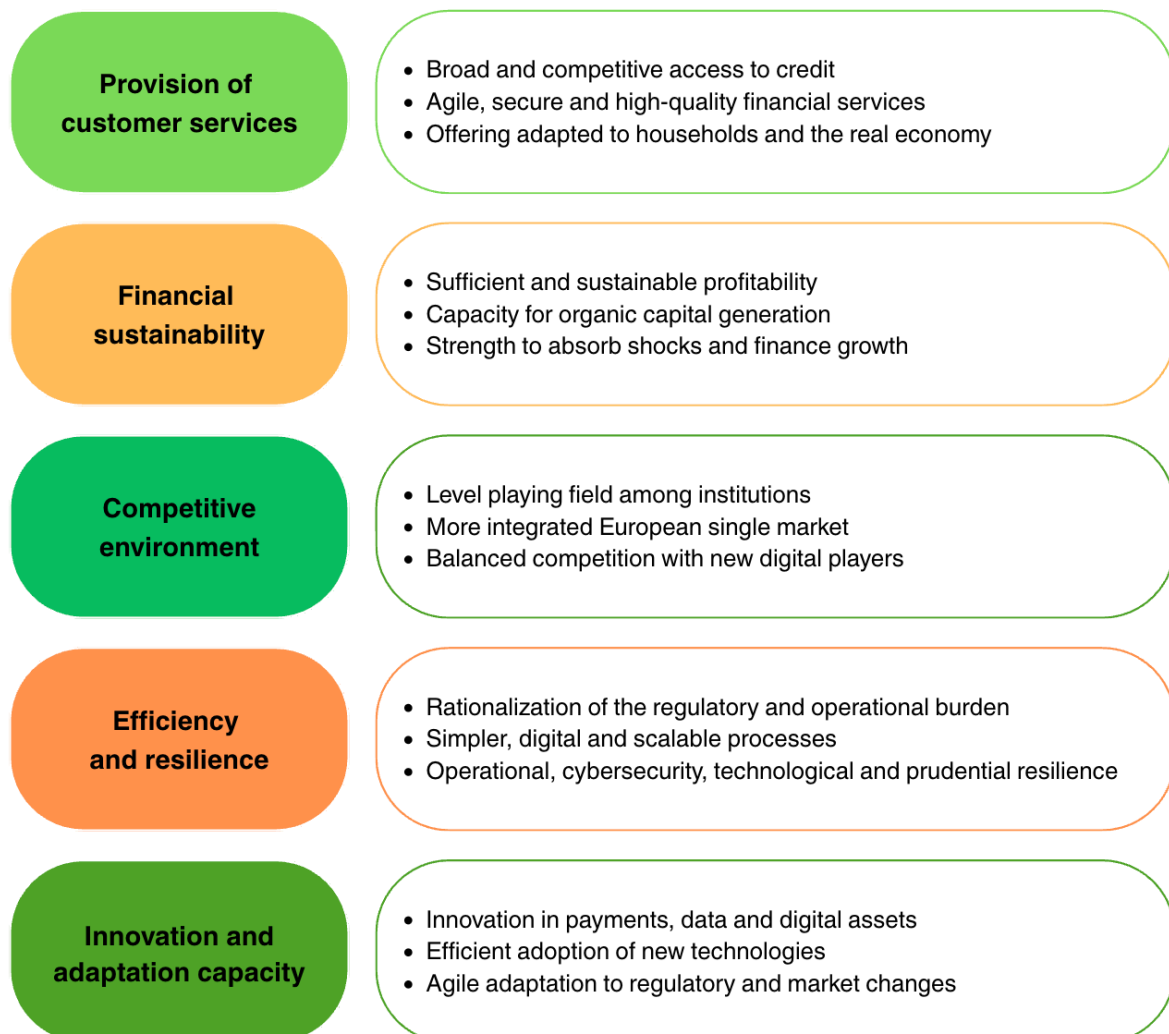 Provision of
customer services
• Broad and competitive access to credit
• Agile, secure and high-quality financial services
• Offering adapted to households and the real economy
Financial
sustainability
• Sufficient and sustainable profitability
• Capacity for organic capital generation
• Strength to absorb shocks and finance growth
Competitive
environment
• Level playing field among institutions
• More integrated European single market
• Balanced competition with new digital players
Efficiency
and resilience
• Rationalization of the regulatory and operational burden
• Simpler, digital and scalable processes
• Operational, cybersecurity, technological and prudential resilience
Innovation and
adaptation capacity
• Innovation in payments, data and digital assets
• Efficient adoption of new technologies
• Agile adaptation to regulatory and market changes